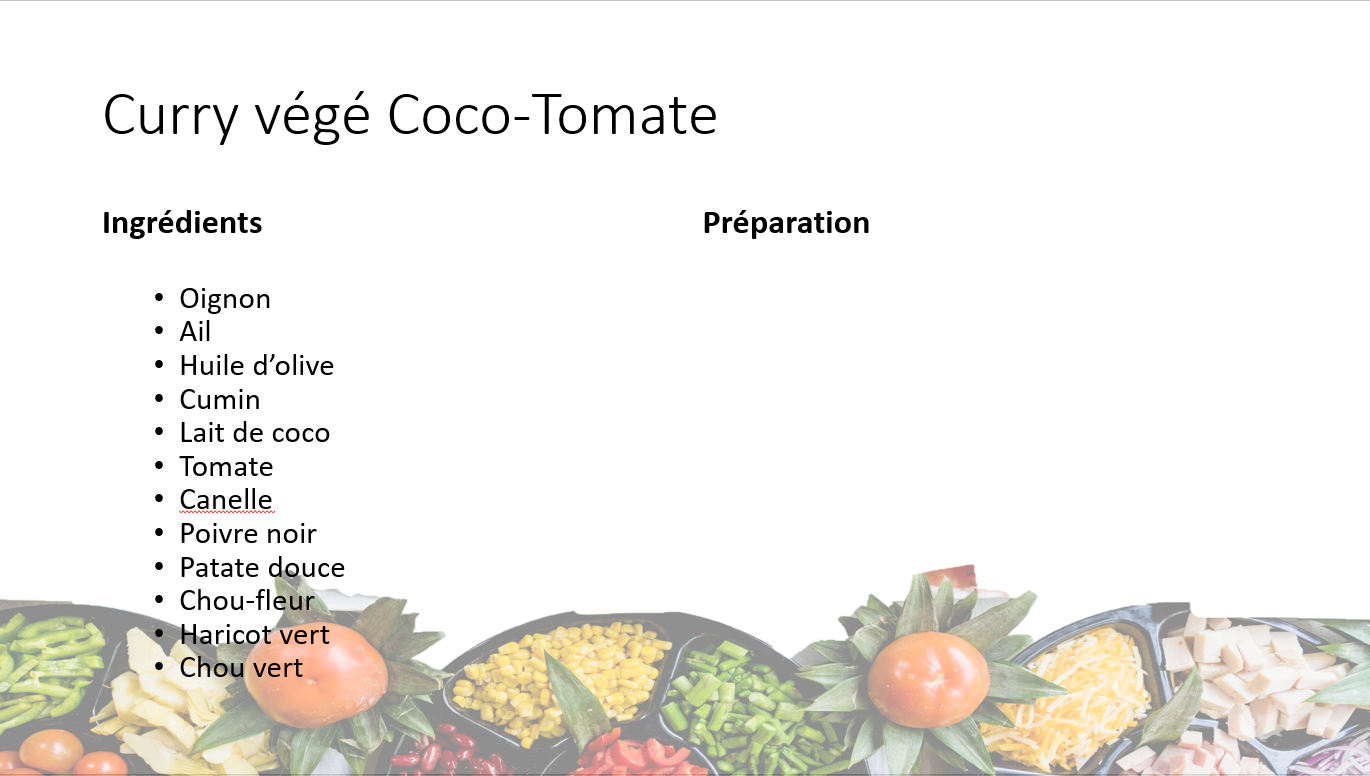 Curry végé Coco-Tomate
Ingrédients
• Oignon
• Ail
• Huile d’olive
• Cumin
• Lait de coco
• Tomate
• Canelle
• Poivre noir
• Patate douce
• Chou-fleur
• Haricot vert
• Chou vert
Préparation